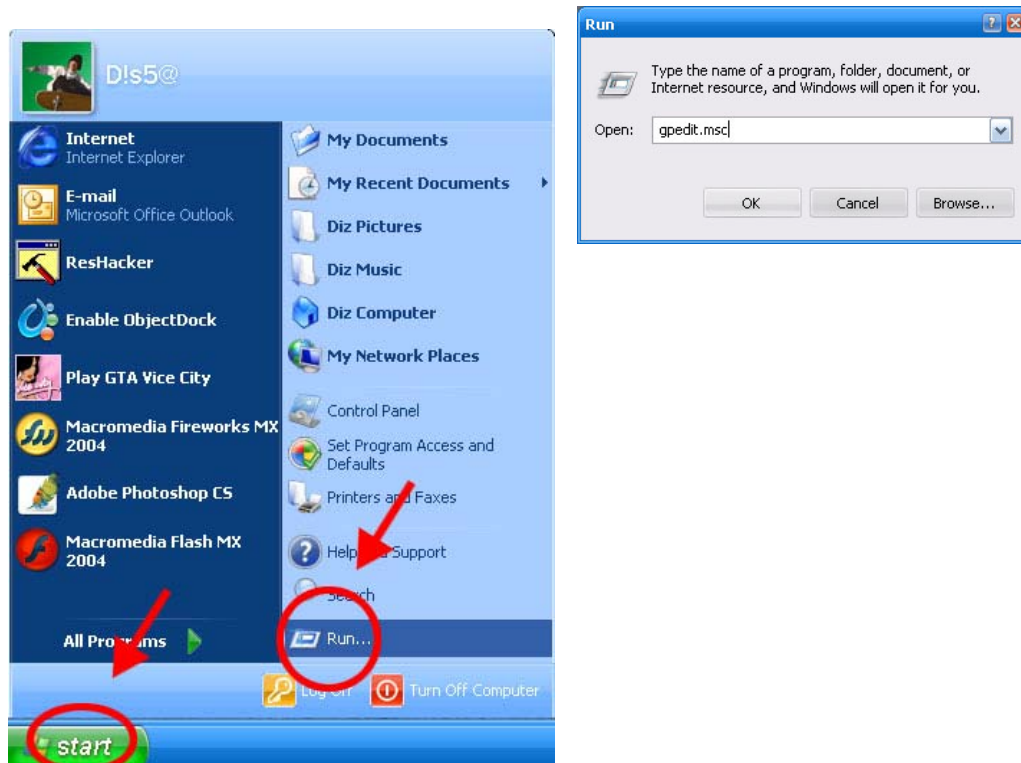 D!s5@
Internet
Internet Explorer
E-mail
Microsoft Office Outlook
ResHacker
Enable ObjectDock
Play GTA Vice City
Macromedia Fireworks MX
2004
Adobe Photoshop CS
Macromedia Flash MX
2004
All Programs
My Documents
My Recent Documents
Diz Pictures
Diz Music
Diz Computer
My Network Places
Control Panel
Set Program Access and
Defaults
Printers and Faxes
Help and Support
Search
Run...
Log Off
Turn Off Computer
start
Run
Type the name of a program, folder, document, or
Internet resource, and Windows will open it for you.
Open:
gpedit.msc
OK
Cancel
Browse...